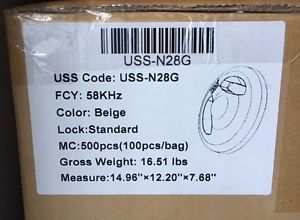 USS-N28G
USS Code: USS-N28G
FCY: 58KHz
Color: Beige
Lock:Standard
MC:500pcs(100pcs/bag)
Gross Weight: 16.51 lbs
Measure:14.96"×12.20"×7.68"